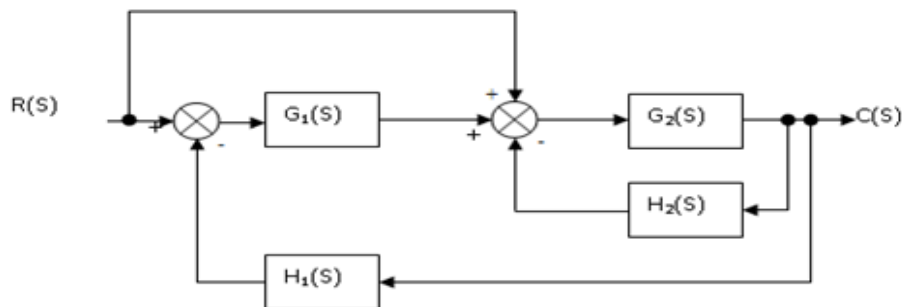 R(S)
+
-
G₁(S)
+
+
-
G₂(S)
C(S)
H₂(S)
H₁(S)